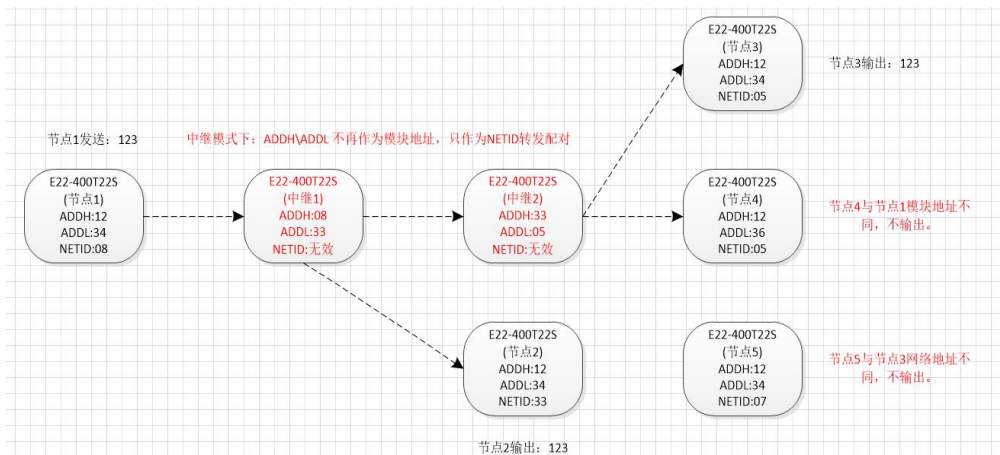 E22-400T22S
(节点3)
ADDH:12
ADDL:34
NETID:05
节点3输出：123
节点1发送：123
中继模式下：ADDH\ADDL 不再作为模块地址，只作为NETID转发配对
E22-400T22S
(节点1)
ADDH:12
ADDL:34
NETID:08
E22-400T22S
(中继1)
ADDH:08
ADDL:33
NETID:无效
E22-400T22S
(中继2)
ADDH:33
ADDL:05
NETID:无效
E22-400T22S
(节点4)
ADDH:12
ADDL:36
NETID:05
节点4与节点1模块地址不
同，不输出。
E22-400T22S
(节点2)
ADDH:12
ADDL:34
NETID:33
E22-400T22S
(节点5)
ADDH:12
ADDL:34
NETID:07
节点5与节点3网络地址不
同，不输出。
节点2输出：123